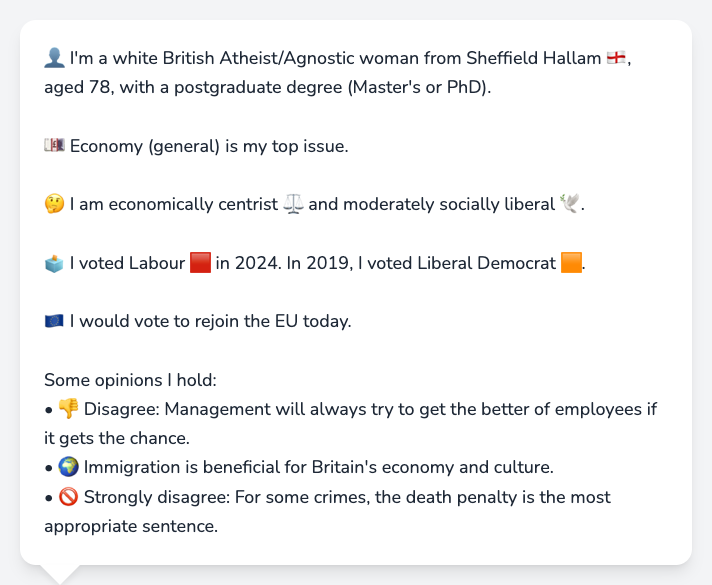 👤 I'm a white British Atheist/Agnostic woman from Sheffield Hallam 🏴󠁧󠁢󠁥󠁮󠁧󠁿,
aged 78, with a postgraduate degree (Master's or PhD).
💷 Economy (general) is my top issue.
🤔 I am economically centrist ⚖️ and moderately socially liberal 🕊️.
🗳️ I voted Labour 🟥 in 2024. In 2019, I voted Liberal Democrat 🟧.
🇪🇺 I would vote to rejoin the EU today.
Some opinions I hold:
• 👎 Disagree: Management will always try to get the better of employees if
it gets the chance.
• 🌍 Immigration is beneficial for Britain's economy and culture.
• 🚫 Strongly disagree: For some crimes, the death penalty is the most
appropriate sentence.